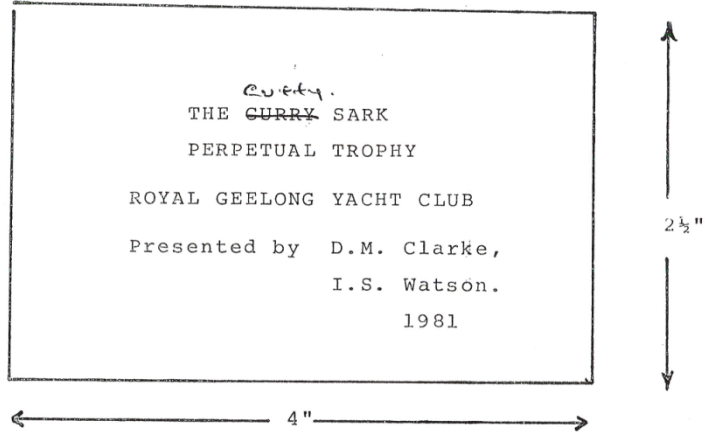 Cutty.
THE CURRY SARK
PERPETUAL TROPHY
ROYAL GEELONG YACHT CLUB
Presented by D.M. Clarke,
I.S. Watson.
1981
2½"
4"